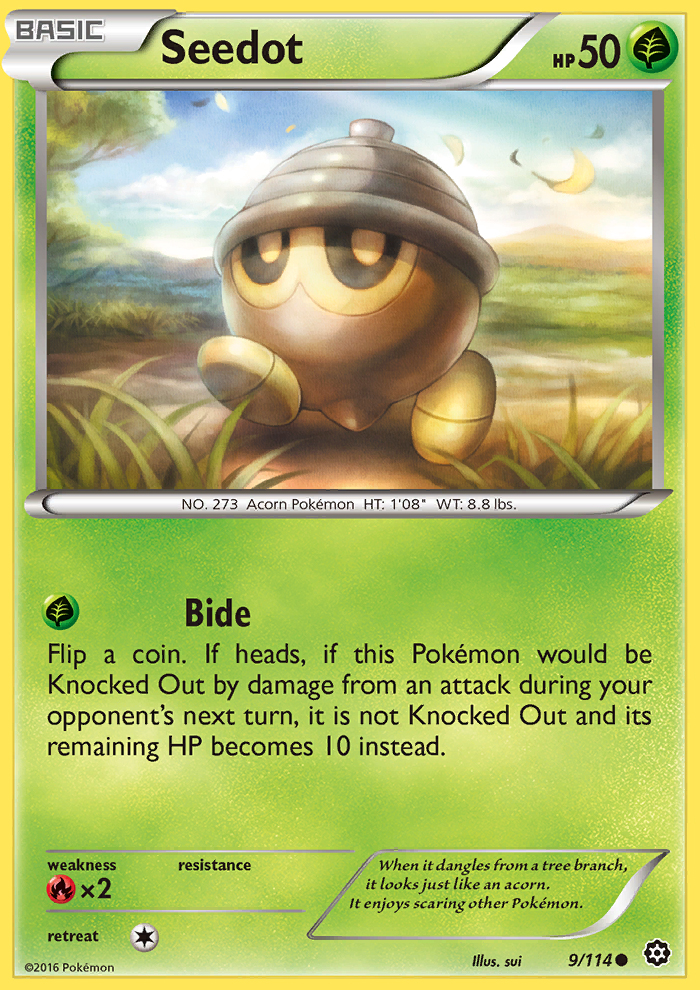 BASIC
Seedot
HP 50
NO. 273 Acorn Pokémon HT: 1'08" WT: 8.8 lbs.
Bide
Flip a coin. If heads, if this Pokémon would be
Knocked Out by damage from an attack during your
opponent's next turn, it is not Knocked Out and its
remaining HP becomes 10 instead.
weakness
×2
resistance
retreat
When it dangles from a tree branch,
it looks just like an acorn.
It enjoys scaring other Pokémon.
©2016 Pokémon
Illus. sui
9/114